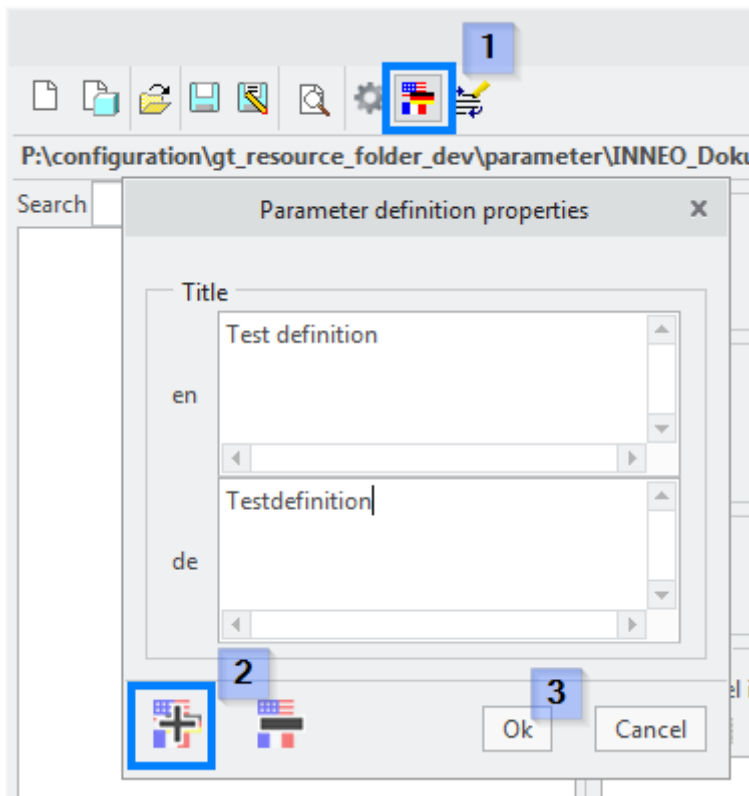 1
P:\configuration\gt_resource_folder_dev\parameter\INNEO_Doku
Search
Parameter definition properties
Title
en
Test definition
de
Testdefinition
2
3
Ok
Cancel